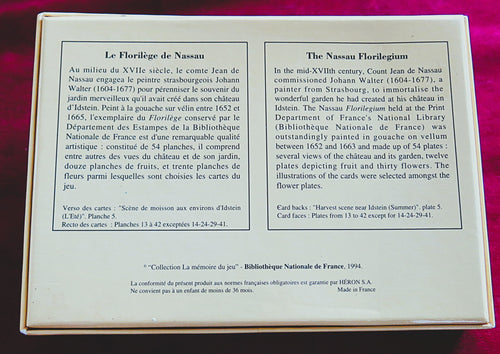 Le Florilège de Nassau
Au milieu du XVIIe siècle, le comte Jean de
Nassau engagea le peintre strasbourgeois Johann
Walter (1604-1677) pour pérenniser le souvenir du
jardin merveilleux qu'il avait créé dans son château
d'Idstein. Peint à la gouache sur vélin entre 1652 et
1665, l'exemplaire du Florilège conservé par le
Département des Estampes de la Bibliothèque
Nationale de France est d'une remarquable qualité
artistique : constitué de 54 planches, il comprend
entre autres des vues du château et de son jardin,
douze planches de fruits, et trente planches de
fleurs parmi lesquelles sont choisies les cartes du
jeu.
Verso des cartes : "Scène de moisson aux environs d'Idstein
(L'Eté)". Planche 5.
Recto des cartes : Planches 13 à 42 exceptées 14-24-29-41.
The Nassau Florilegium
In the mid-XVIIth century, Count Jean de Nassau
commissioned Johann Walter (1604-1677), a
painter from Strasbourg, to immortalise the
wonderful garden he had created at his château in
Idstein. The Nassau Florilegium held at the Print
Department of France's National Library
(Bibliothèque Nationale de France) was
outstandingly painted in gouache on vellum
between 1652 and 1663 and made up of 54 plates :
several views of the château and its garden, twelve
plates depicting fruit and thirty flowers. The
illustrations of the cards were selected amongst the
flower plates.
Card backs : "Harvest scene near Idstein (Summer)". plate 5.
Card faces : Plates from 13 to 42 except for 14-24-29-41.
© "Collection La mémoire du jeu" - Bibliothèque Nationale de France, 1994.
La conformité du présent produit aux normes françaises obligatoires est garantie par HÉRON S.A.
Ne convient pas à un enfant de moins de 36 mois. Made in France